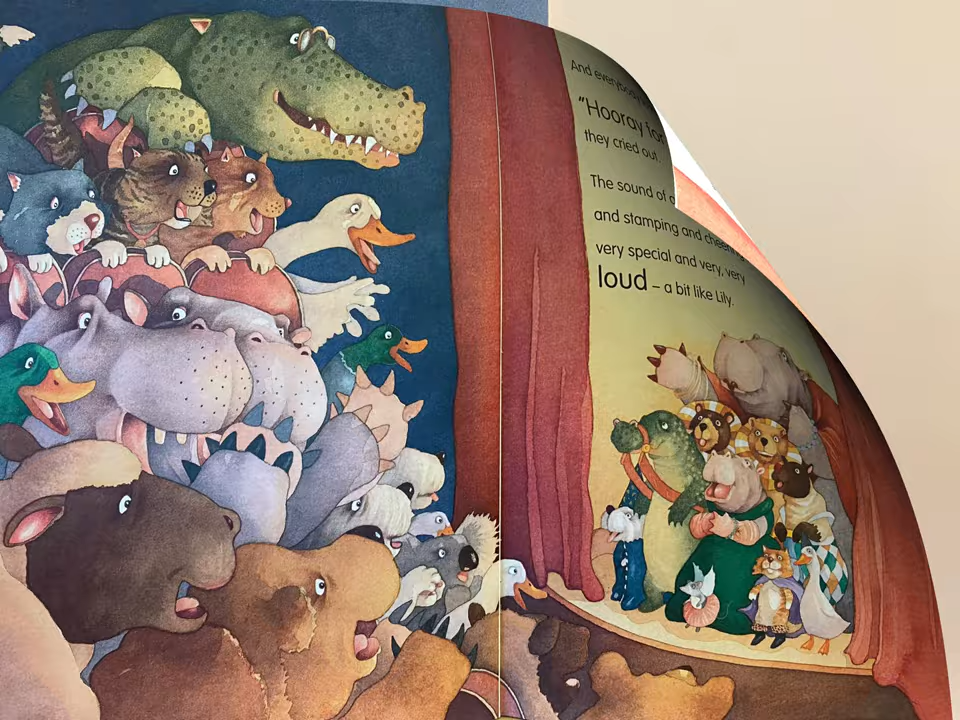 And everybody
"Hooray for
they cried out.
The sound of
and stamping and cheering
very special and very, very
loud – a bit like Lily.